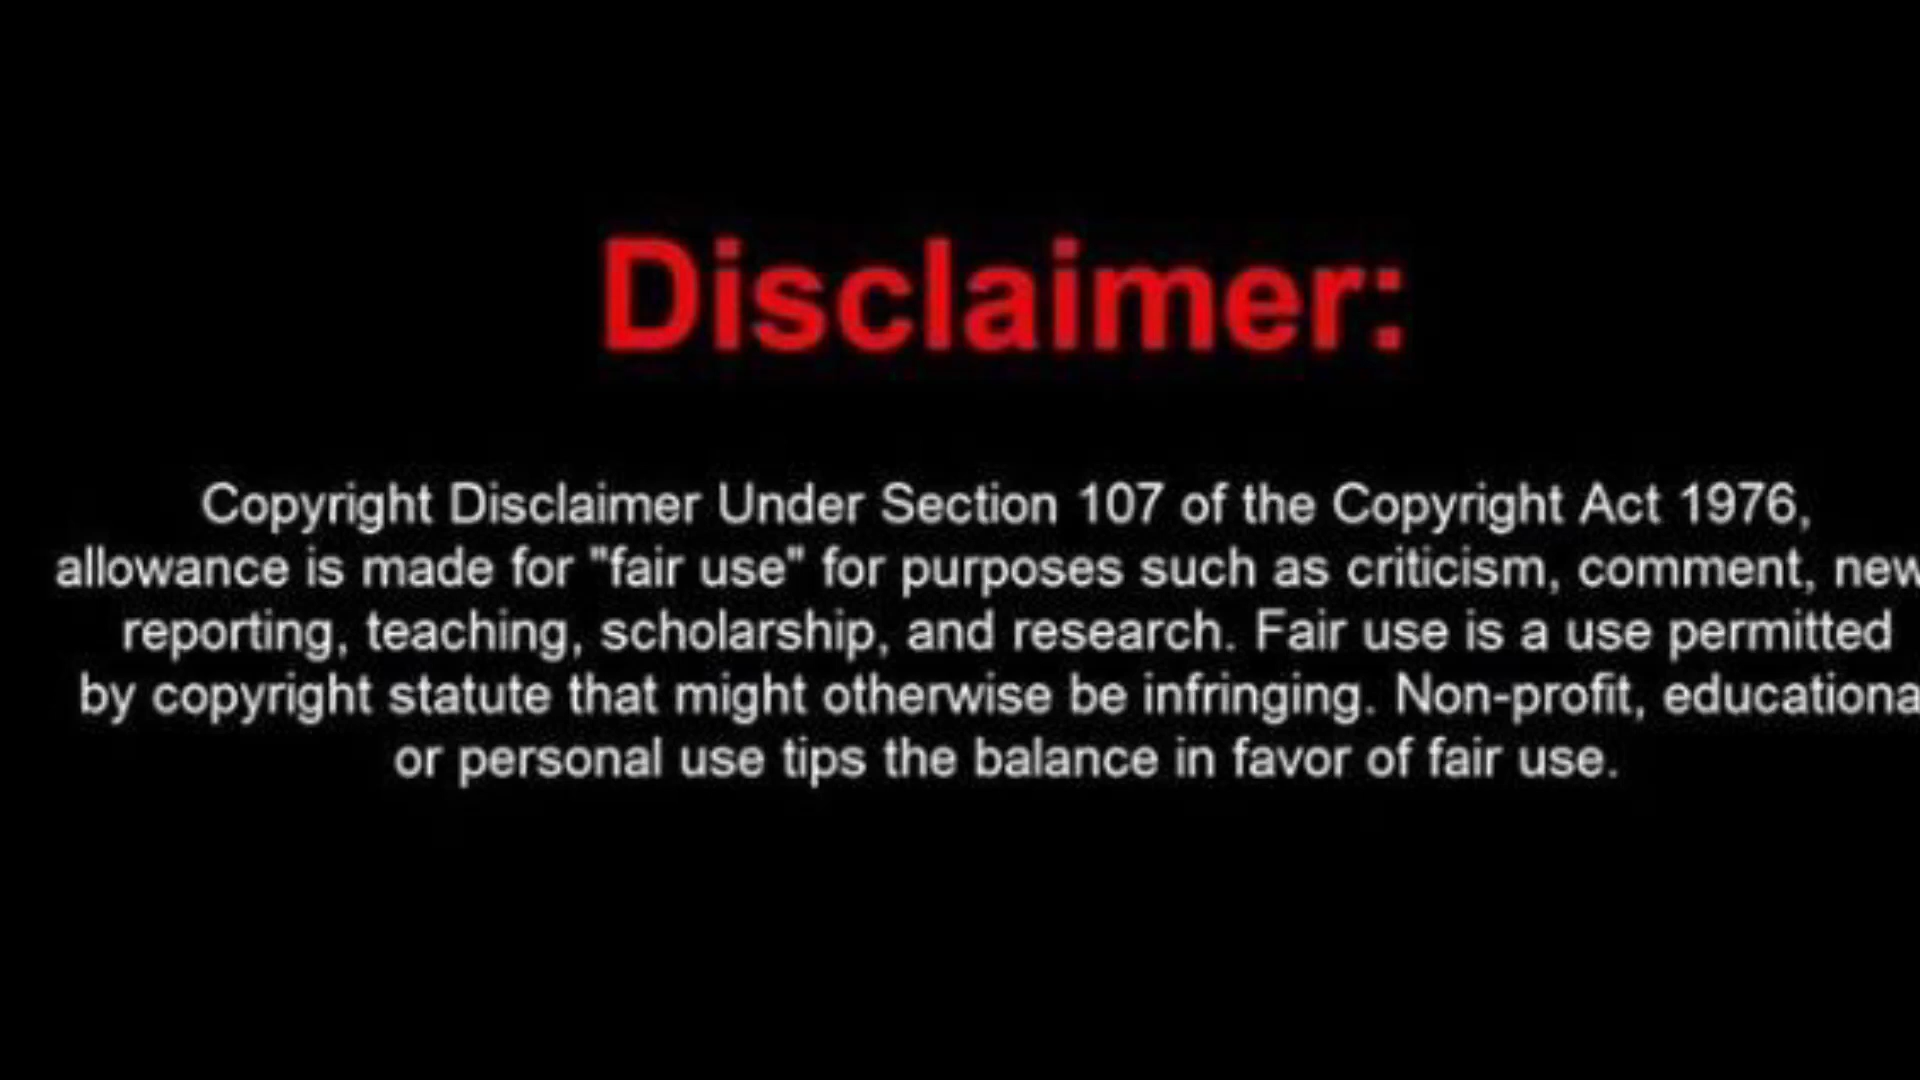 Disclaimer:
Copyright Disclaimer Under Section 107 of the Copyright Act 1976,
allowance is made for "fair use" for purposes such as criticism, comment, new
reporting, teaching, scholarship, and research. Fair use is a use permitted
by copyright statute that might otherwise be infringing. Non-profit, educationa
or personal use tips the balance in favor of fair use.